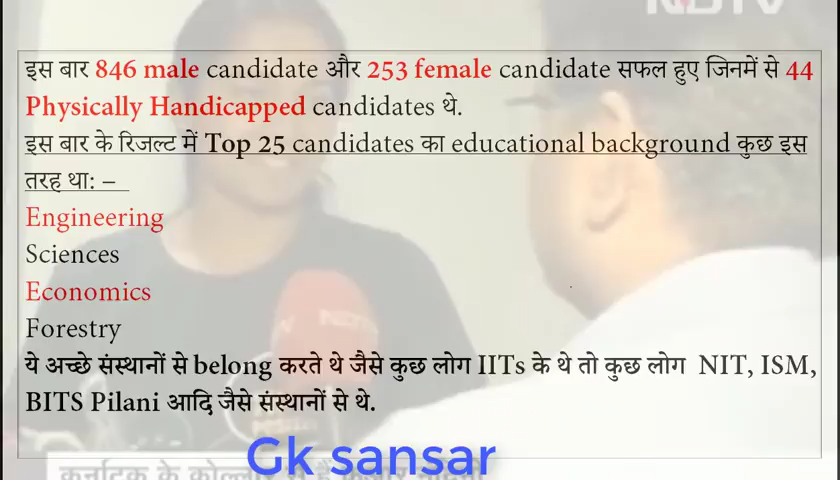 NDTV
इस बार 846 male candidate और 253 female candidate सफल हुए जिनमें से 44
Physically Handicapped candidates थे.
इस बार के रिजल्ट में Top 25 candidates का educational background कुछ इस
तरह था: –
Engineering
Sciences
Economics
Forestry
ये अच्छे संस्थानों से belong करते थे जैसे कुछ लोग IITs के थे तो कुछ लोग NIT, ISM,
BITS Pilani आदि जैसे संस्थानों से थे.
Gk sansar
कर्नाटक के कोल्लार से हैं